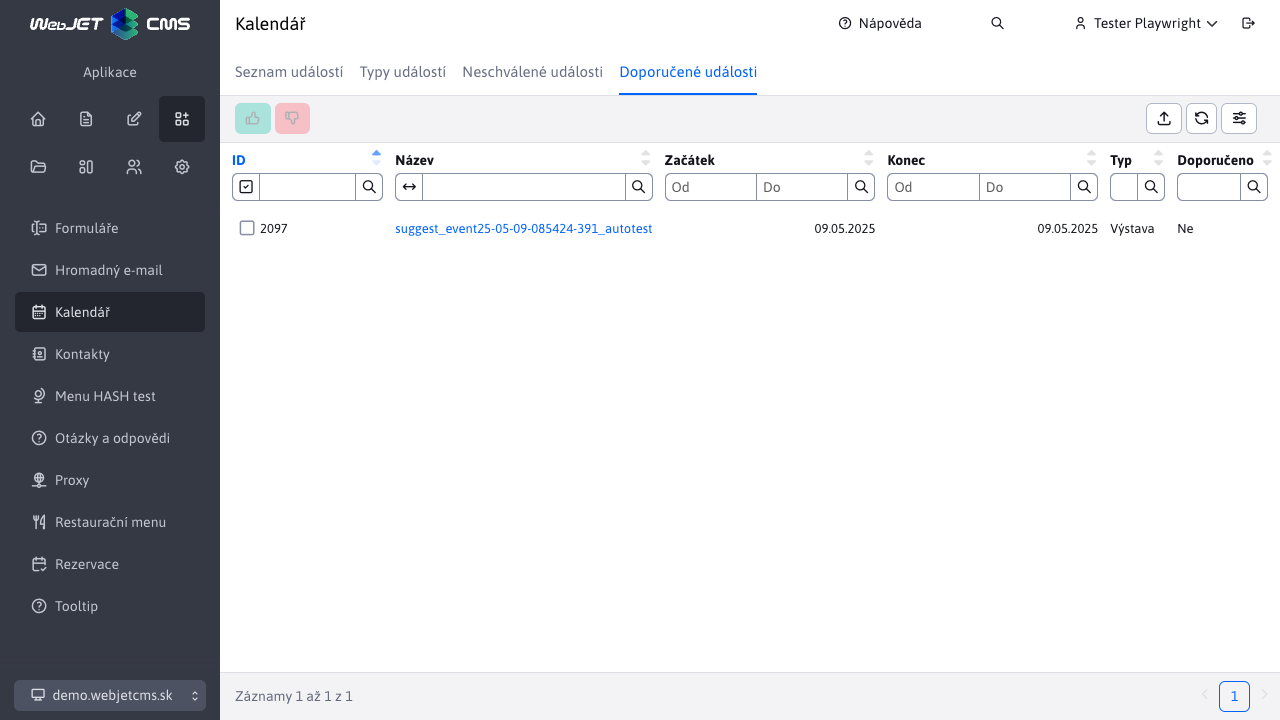 WebJET CMS
Kalendář
Nápověda
Tester Playwright
Aplikace
Seznam událostí
Typy událostí
Neschválené události
Doporučené události
ID
Název
Začátek
Konec
Typ
Doporučeno
Od
Do
Od
Do
2097
suggest_event25-05-09-085424-391_autotest
09.05.2025
09.05.2025
Výstava
Ne
Formuláře
Hromadný e-mail
Kalendář
Kontakty
Menu HASH test
Otázky a odpovědi
Proxy
Restaurační menu
Rezervace
Tooltip
demo.webjetcms.sk
Záznamy 1 až 1 z 1
1